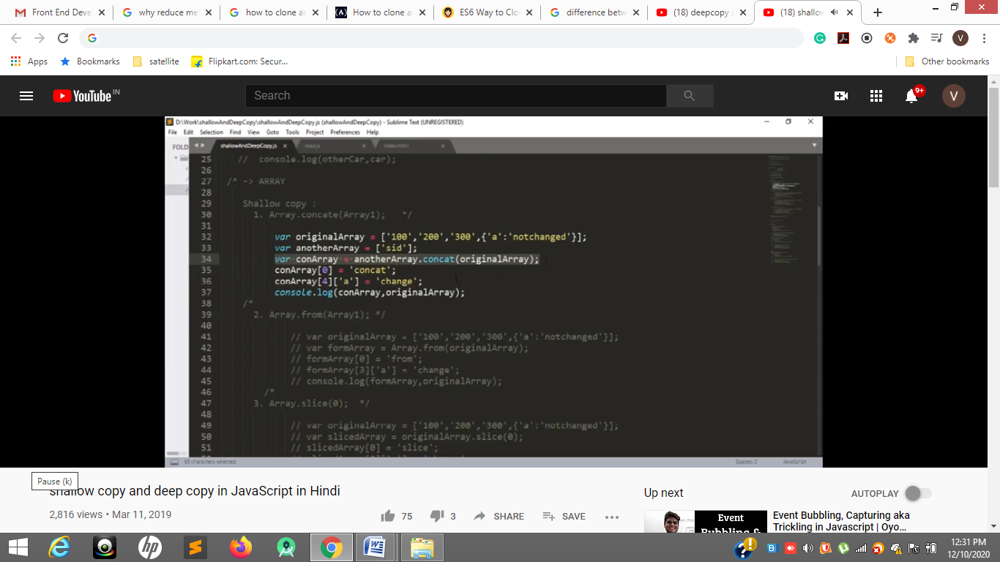 Front End Deve
why reduce me
how to clone an
How to clone a
ES6 Way to Clo
difference betw
(18) deepcopy
(18) shallow
Apps
Bookmarks
satellite
Flipkart.com: Secur...
Other bookmarks
YouTube IN
Search
9+
V
D:\Work\shallowAndDeepCopy\shallowAndDeepCopy.js (shallowAndDeepCopy) - Sublime Text (UNREGISTERED)
File Edit Selection Find View Goto Tools Project Preferences Help
FOLD
shallowAndDeepCopy.js
read.js
index.html
25 // console.log(otherCar,car);
26
27 /* -> ARRAY
28
29 Shallow copy :
30 1. Array.concate(Array1); */
31
32 var originalArray = ['100','200','300',{'a':'notchanged'}];
33 var anotherArray = ['sid'];
34 var conArray = anotherArray.concat(originalArray);
35 conArray[0] = 'concat';
36 conArray[4]['a'] = 'change';
37 console.log(conArray,originalArray);
38 /*
39 2. Array.from(Array1); */
40
41 // var originalArray = ['100','200','300',{'a':'notchanged'}];
42 // var formArray = Array.from(originalArray);
43 // formArray[0] = 'from';
44 // formArray[3]['a'] = 'change';
45 // console.log(formArray,originalArray);
46 /*
47 3. Array.slice(0); */
48
49 // var originalArray = ['100','200','300',{'a':'notchanged'}];
50 // var slicedArray = originalArray.slice(0);
51 // slicedArray[0] = 'slice';
50 characters selected
Spaces: 2
JavaScript
Pause (k)
shallow copy and deep copy in JavaScript in Hindi
2,816 views • Mar 11, 2019
75
3
SHARE
SAVE
Up next
AUTOPLAY
Event
Bubbling &
Event Bubbling, Capturing aka
Trickling in Javascript | Oyo...
12:31 PM
12/10/2020